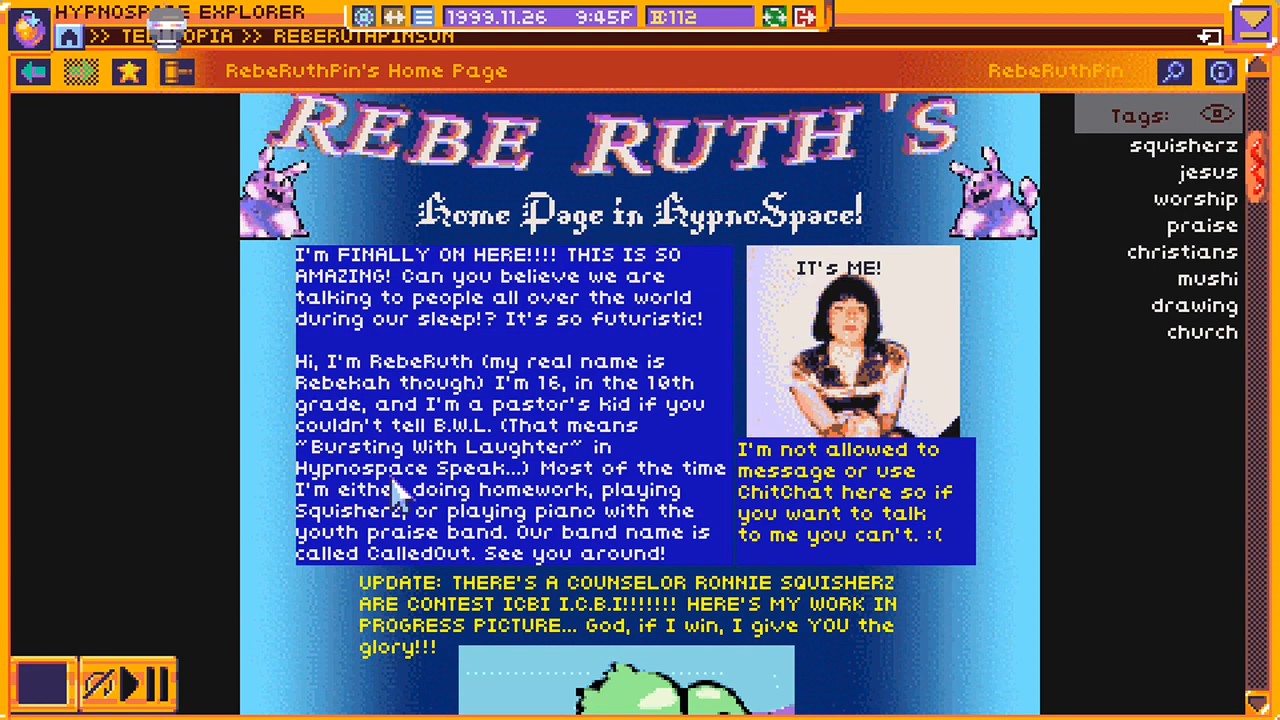 HYPNOSPACE EXPLORER
1999.11.26 9:45P
112
>> TEENTOPIA >> REBERUTHPINSON
RebeRuthPin's Home Page
RebeRuthPin
Tags:
squisherz
jesus
worship
praise
christians
mushi
drawing
church
REBE RUTH'S
Home Page in HypnoSpace!
I'm FINALLY ON HERE!!!! THIS IS SO
AMAZING! Can you believe we are
talking to people all over the world
during our sleep!? It's so futuristic!
Hi, I'm RebeRuth (my real name is
Rebekah though) I'm 16, in the 10th
grade, and I'm a pastor's kid if you
couldn't tell B.W.L. (That means
~Bursting With Laughter~ in
Hypnospace Speak...) Most of the time
I'm either doing homework, playing
Squisherz, or playing piano with the
youth praise band. Our band name is
called CalledOut. See you around!
IT's ME!
I'm not allowed to
message or use
ChitChat here so if
you want to talk
to me you can't. :(
UPDATE: THERE'S A COUNSELOR RONNIE SQUISHERZ
ARE CONTEST ICBI I.C.B.I!!!!!!! HERE'S MY WORK IN
PROGRESS PICTURE... God, if I win, I give YOU the
glory!!!